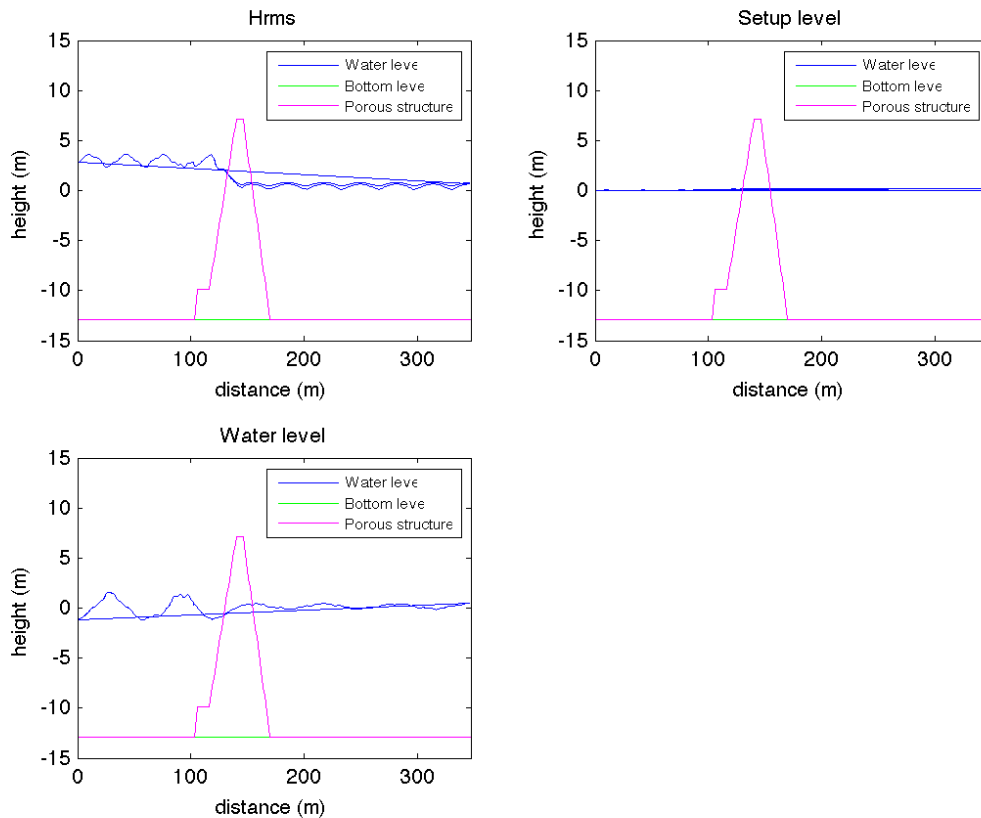 Hrms
15
10
5
0
-5
-10
-15
height (m)
0 100 200 300
distance (m)
Water leve
Bottom leve
Porous structure
Setup level
15
10
5
0
-5
-10
-15
height (m)
0 100 200 300
distance (m)
Water leve
Bottom leve
Porous structure
Water level
15
10
5
0
-5
-10
-15
height (m)
0 100 200 300
distance (m)
Water leve
Bottom leve
Porous structure